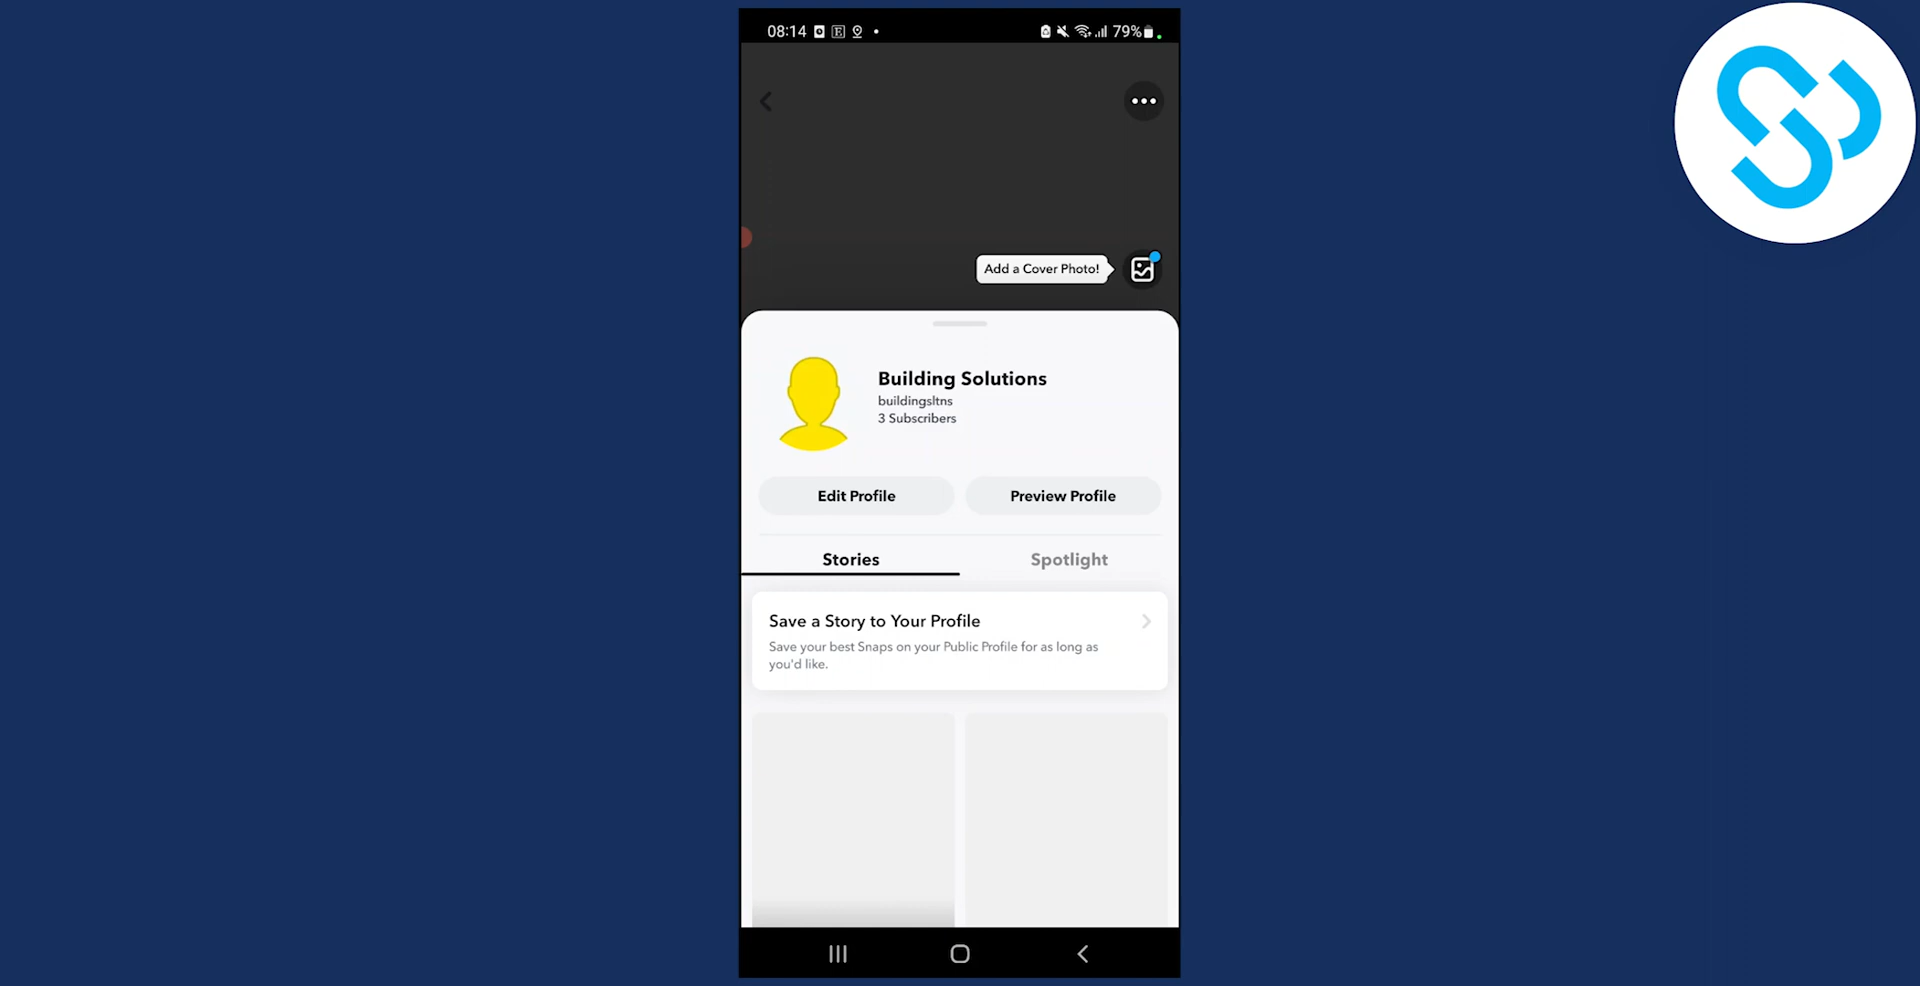 08:14
79%
Add a Cover Photo!
Building Solutions
buildingsltns
3 Subscribers
Edit Profile
Preview Profile
Stories
Spotlight
Save a Story to Your Profile
Save your best Snaps on your Public Profile for as long as
you'd like.